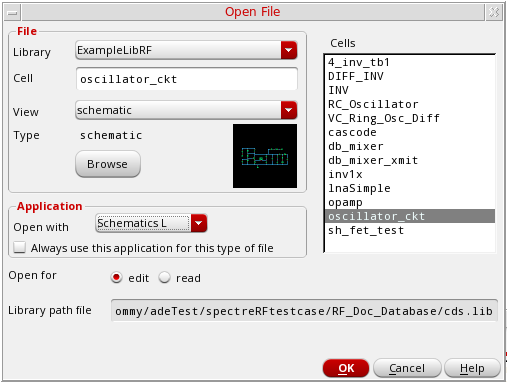 Open File
File
Library ExampleLibRF
Cell oscillator_ckt
View schematic
Type schematic
Browse
Application
Open with Schematics L
Always use this application for this type of file
Cells
4_inv_tb1
DIFF_INV
INV
RC_Oscillator
VC_Ring_Osc_Diff
cascode
db_mixer
db_mixer_xmit
inv1x
lnaSimple
opamp
oscillator_ckt
sh_fet_test
Open for edit read
Library path file ommy/adeTest/spectreRFtestcase/RF_Doc_Database/cds.lib
OK Cancel Help